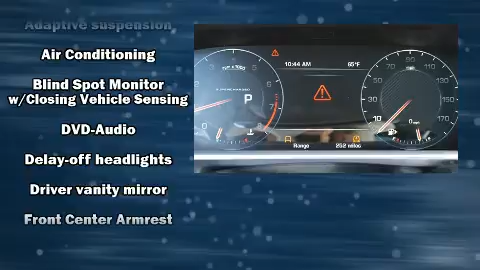 Adaptive suspension
Air Conditioning
Blind Spot Monitor
w/Closing Vehicle Sensing
DVD-Audio
Delay-off headlights
Driver vanity mirror
Front Center Armrest
10:44 AM 65°F
P
Range 252 miles